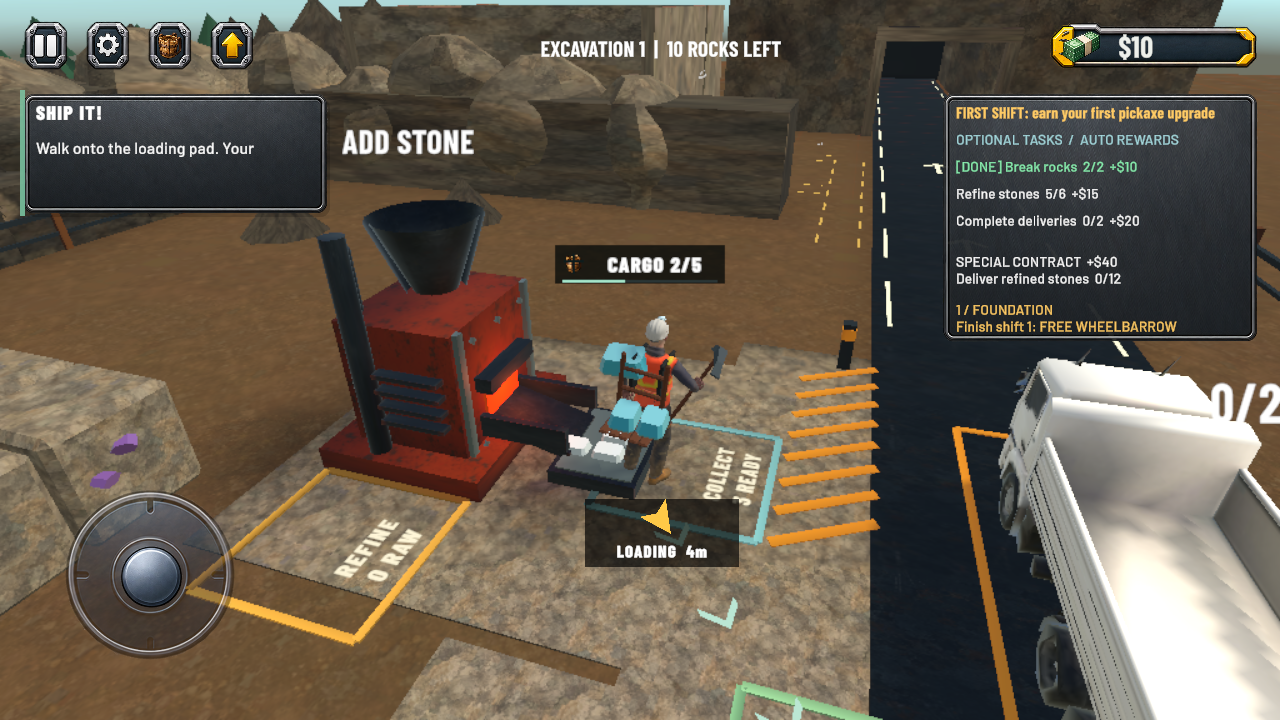 EXCAVATION 1 | 10 ROCKS LEFT
$10
SHIP IT!
Walk onto the loading pad. Your
ADD STONE
FIRST SHIFT: earn your first pickaxe upgrade
OPTIONAL TASKS / AUTO REWARDS
[DONE] Break rocks 2/2 +$10
Refine stones 5/6 +$15
Complete deliveries 0/2 +$20
SPECIAL CONTRACT +$40
Deliver refined stones 0/12
1 / FOUNDATION
Finish shift 1: FREE WHEELBARROW
CARGO 2/5
0/2
COLLECT
3 READY
REFINE
0 RAW
LOADING 4m